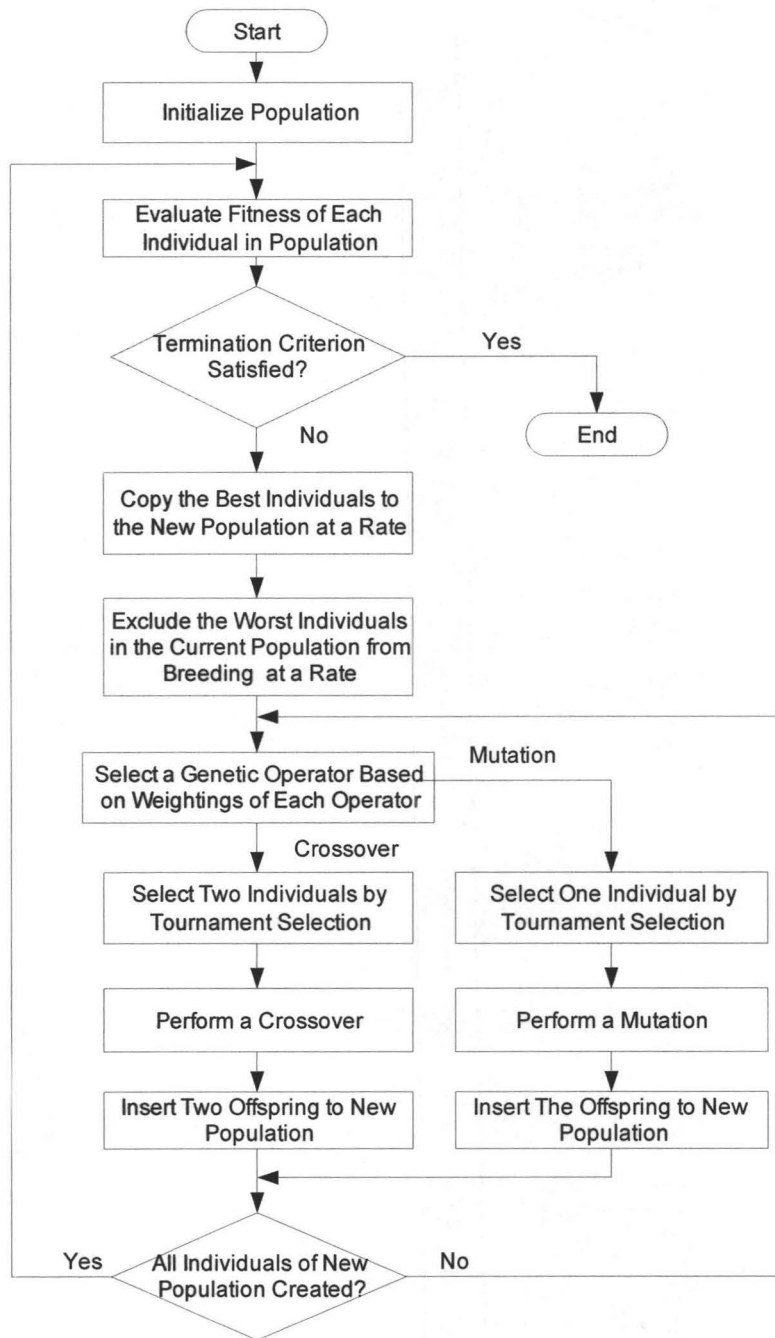 Start
Initialize Population
Evaluate Fitness of Each
Individual in Population
Termination Criterion
Satisfied?
Yes
End
No
Copy the Best Individuals to
the New Population at a Rate
Exclude the Worst Individuals
in the Current Population from
Breeding at a Rate
Mutation
Select a Genetic Operator Based
on Weightings of Each Operator
Crossover
Select Two Individuals by
Tournament Selection
Select One Individual by
Tournament Selection
Perform a Crossover
Perform a Mutation
Insert Two Offspring to New
Population
Insert The Offspring to New
Population
Yes
All Individuals of New
Population Created?
No